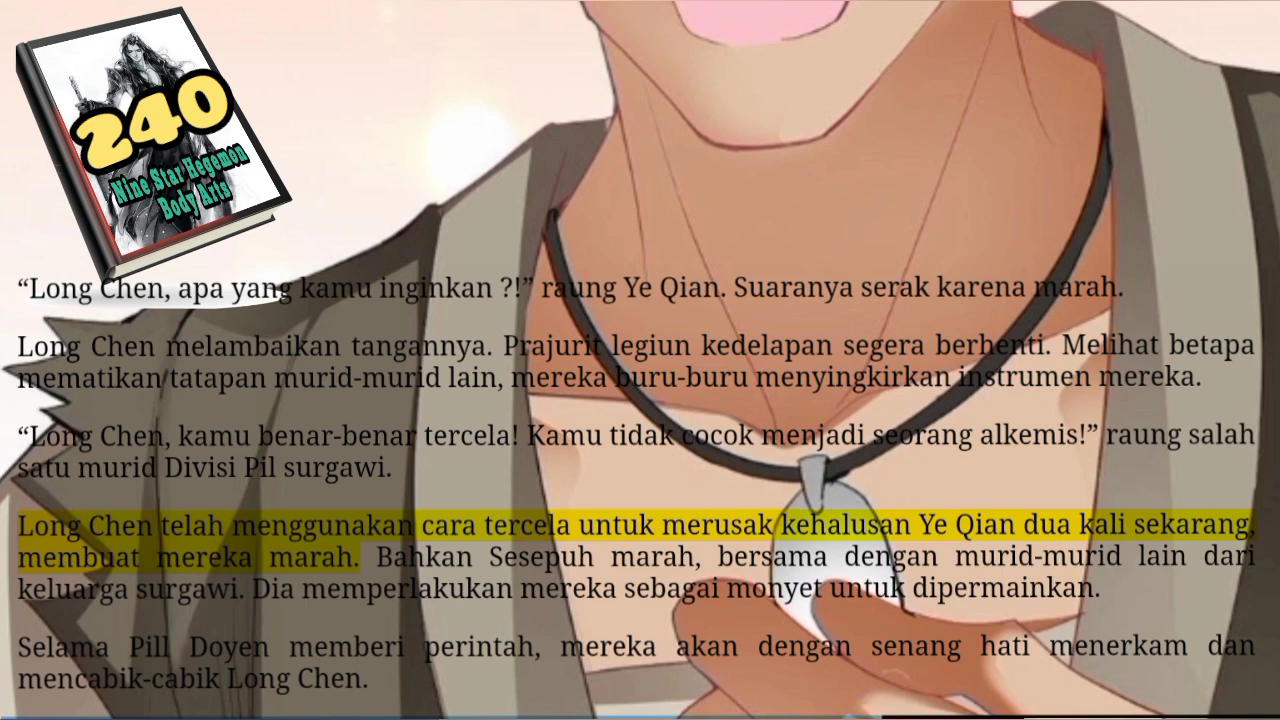 240
Nine Star Hegemon
Body Arts
“Long Chen, apa yang kamu inginkan ?!” raung Ye Qian. Suaranya serak karena marah.
Long Chen melambaikan tangannya. Prajurit legiun kedelapan segera berhenti. Melihat betapa
mematikan tatapan murid-murid lain, mereka buru-buru menyingkirkan instrumen mereka.
“Long Chen, kamu benar-benar tercela! Kamu tidak cocok menjadi seorang alkemis!” raung salah
satu murid Divisi Pil surgawi.
Long Chen telah menggunakan cara tercela untuk merusak kehalusan Ye Qian dua kali sekarang,
membuat mereka marah. Bahkan Sesepuh marah, bersama dengan murid-murid lain dari
keluarga surgawi. Dia memperlakukan mereka sebagai monyet untuk dipermainkan.
Selama Pill Doyen memberi perintah, mereka akan dengan senang hati menerkam dan
mencabik-cabik Long Chen.